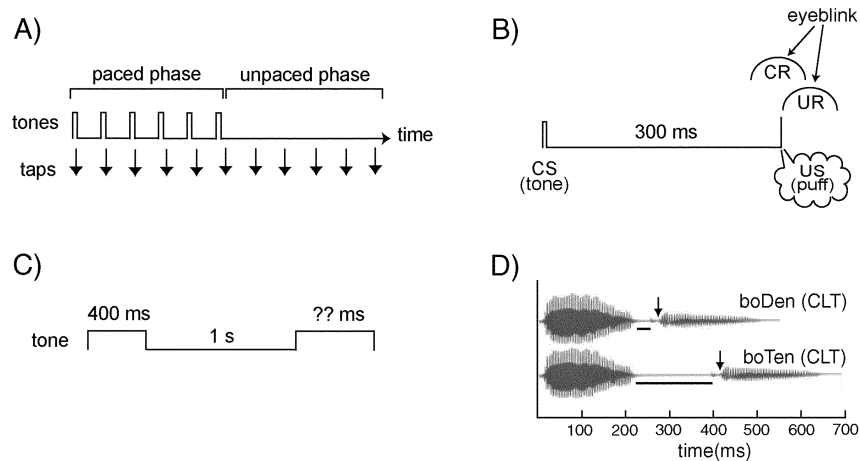 A)
paced phase unpaced phase
tones
time
taps
B)
eyeblink
CR
UR
300 ms
CS
(tone)
US
(puff)
C)
400 ms
?? ms
tone
1 s
D)
boDen (CLT)
boTen (CLT)
100 200 300 400 500 600 700
time(ms)